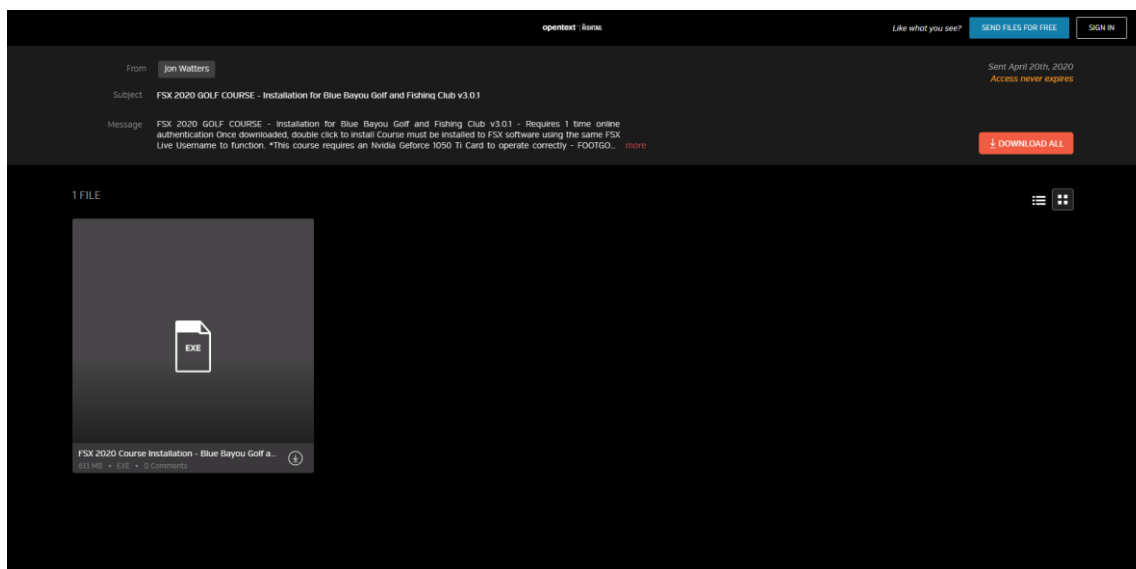 opentext | Hightail
Like what you see?
SEND FILES FOR FREE
SIGN IN
From
Jon Watters
Sent April 20th, 2020
Access never expires
Subject
FSX 2020 GOLF COURSE - Installation for Blue Bayou Golf and Fishing Club v3.0.1
Message
FSX 2020 GOLF COURSE - Installation for Blue Bayou Golf and Fishing Club v3.0.1 - Requires 1 time online
authentication Once downloaded, double click to install Course must be installed to FSX software using the same FSX
Live Username to function. *This course requires an Nvidia Geforce 1050 Ti Card to operate correctly - FOOTGO... more
DOWNLOAD ALL
1 FILE
EXE
FSX 2020 Course Installation - Blue Bayou Golf a...
613 MB • EXE • 0 Comments